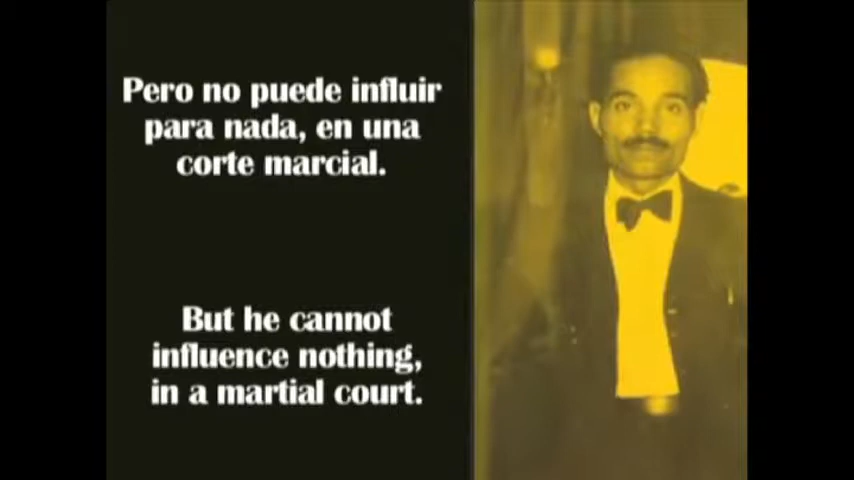 Pero no puede influir
para nada, en una
corte marcial.
But he cannot
influence nothing,
in a martial court.